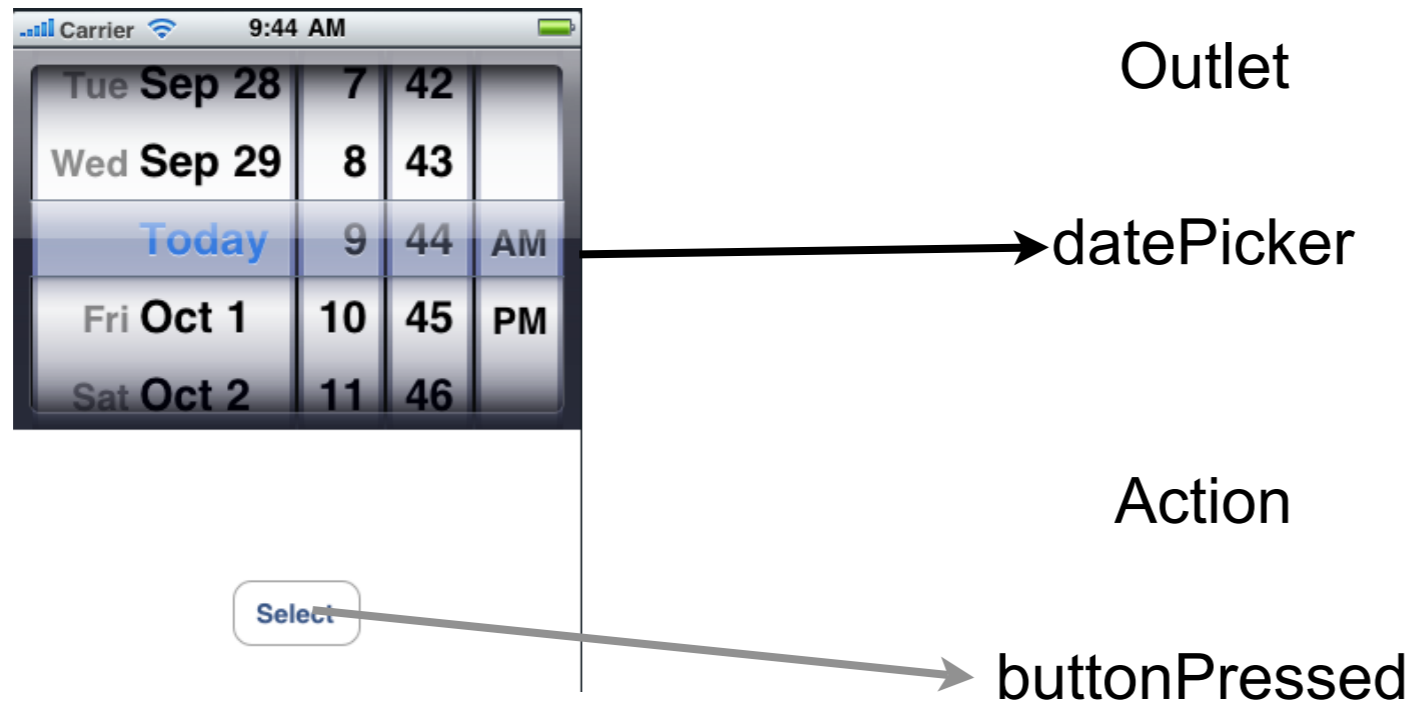 Carrier 9:44 AM
Outlet
Tue Sep 28 7 42
Wed Sep 29 8 43
Today 9 44 AM
datePicker
Fri Oct 1 10 45 PM
Sat Oct 2 11 46
Action
Select
buttonPressed